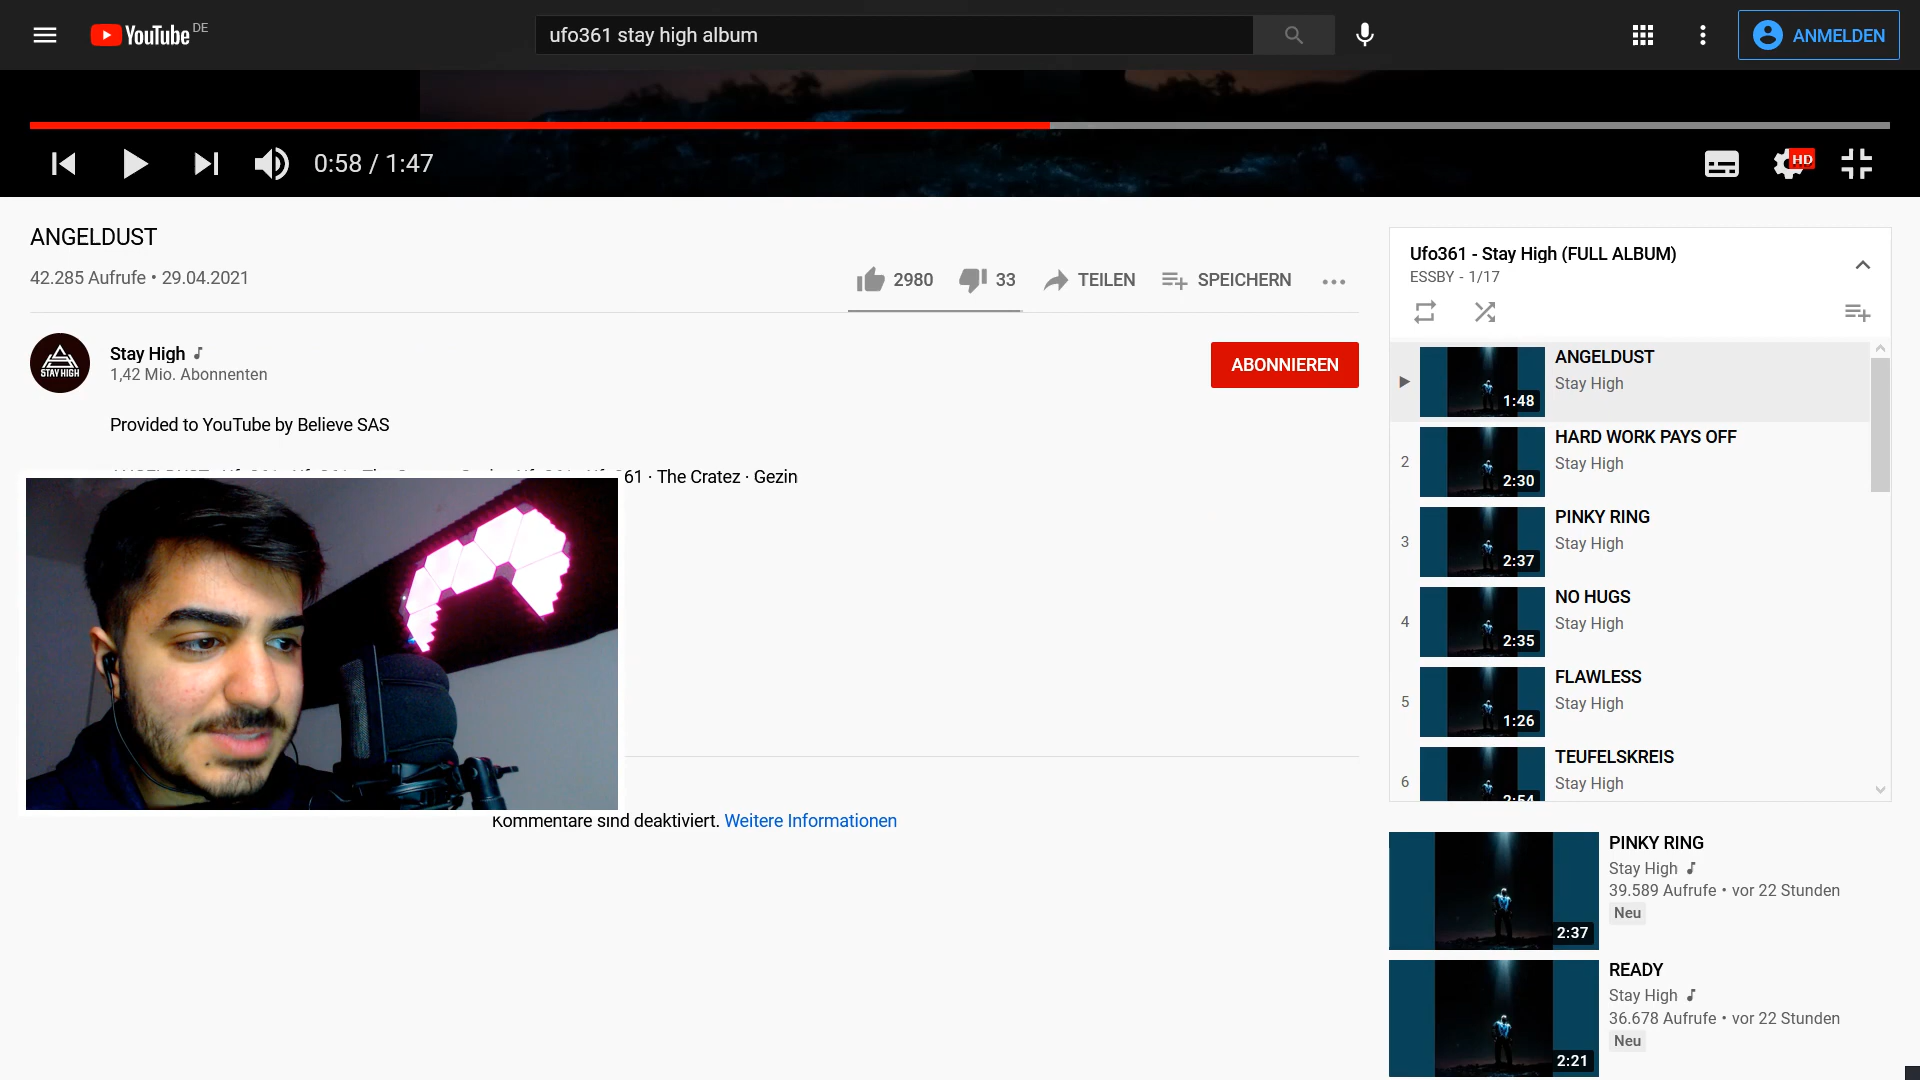 YouTube DE
ufo361 stay high album
ANMELDEN
0:58 / 1:47
HD
ANGELDUST
42.285 Aufrufe • 29.04.2021
2980
33
TEILEN
SPEICHERN
Stay High
1,42 Mio. Abonnenten
STAY HIGH
ABONNIEREN
Provided to YouTube by Believe SAS
61 · The Cratez · Gezin
Kommentare sind deaktiviert. Weitere Informationen
Ufo361 - Stay High (FULL ALBUM)
ESSBY - 1/17
1:48
ANGELDUST
Stay High
2
2:30
HARD WORK PAYS OFF
Stay High
3
2:37
PINKY RING
Stay High
4
2:35
NO HUGS
Stay High
5
1:26
FLAWLESS
Stay High
6
2:54
TEUFELSKREIS
Stay High
2:37
PINKY RING
Stay High
39.589 Aufrufe • vor 22 Stunden
Neu
2:21
READY
Stay High
36.678 Aufrufe • vor 22 Stunden
Neu